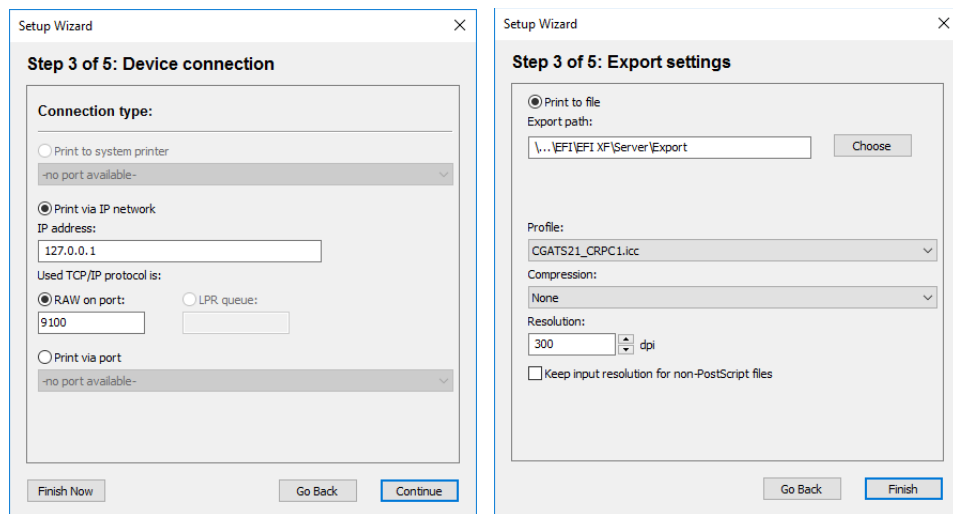 Setup Wizard
Step 3 of 5: Device connection
Connection type:
Print to system printer
-no port available-
Print via IP network
IP address:
127.0.0.1
Used TCP/IP protocol is:
RAW on port: LPR queue:
9100
Print via port
-no port available-
Finish Now Go Back Continue
Setup Wizard
Step 3 of 5: Export settings
Print to file
Export path:
\...\EFI\EFI XF\Server\Export Choose
Profile:
CGATS21_CRPC1.icc
Compression:
None
Resolution:
300 dpi
Keep input resolution for non-PostScript files
Go Back Finish